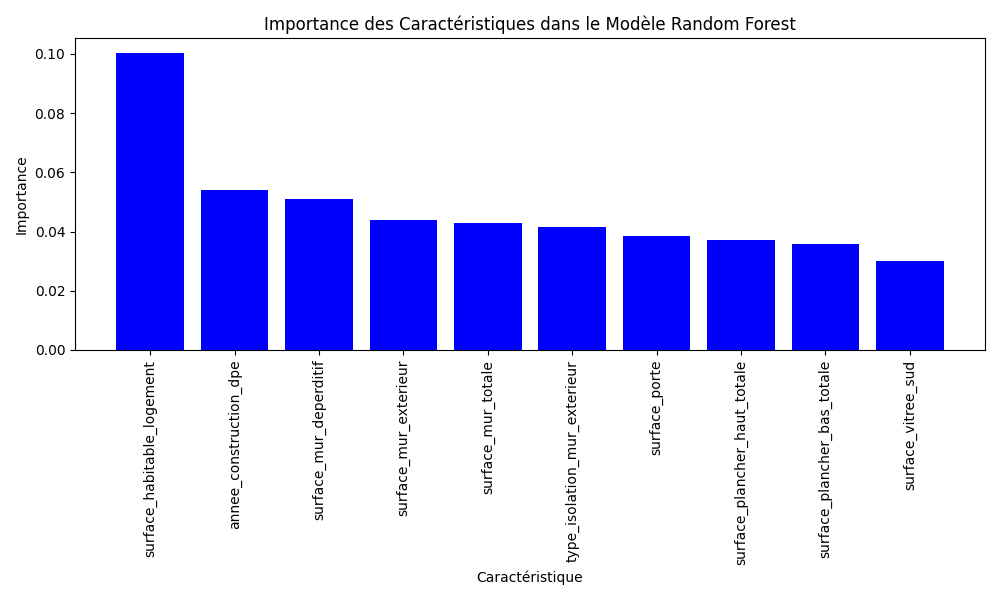 Importance des Caractéristiques dans le Modèle Random Forest
Importance
0.10
0.08
0.06
0.04
0.02
0.00
surface_habitable_logement
annee_construction_dpe
surface_mur_deperditif
surface_mur_exterieur
surface_mur_totale
type_isolation_mur_exterieur
surface_porte
surface_plancher_haut_totale
surface_plancher_bas_totale
surface_vitree_sud
Caractéristique